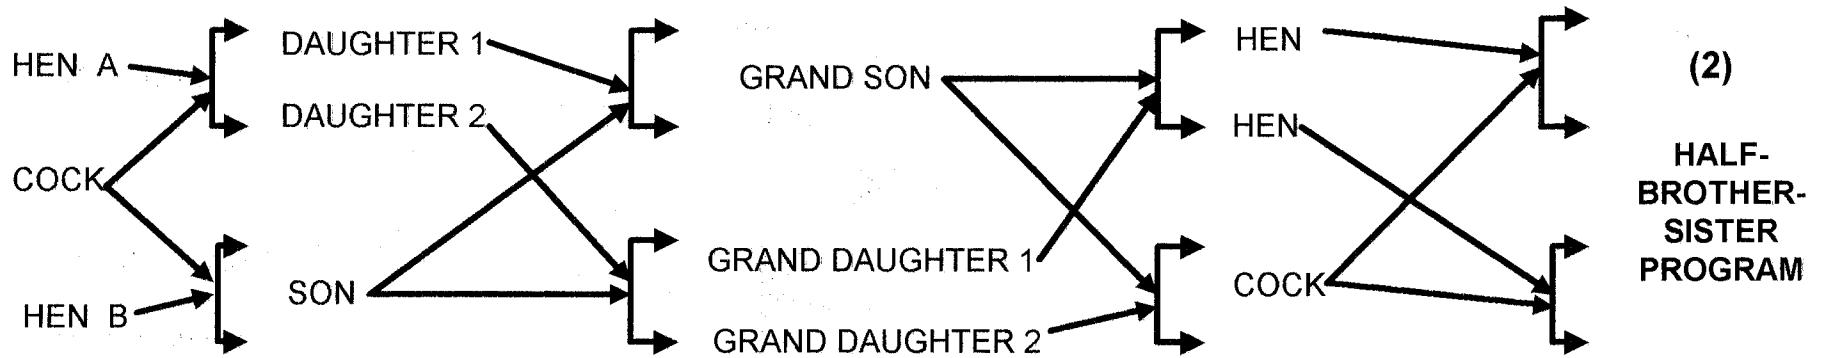 HEN A
COCK
HEN B
DAUGHTER 1
DAUGHTER 2
SON
GRAND SON
GRAND DAUGHTER 1
GRAND DAUGHTER 2
HEN
HEN
COCK
(2)
HALF-
BROTHER-
SISTER
PROGRAM